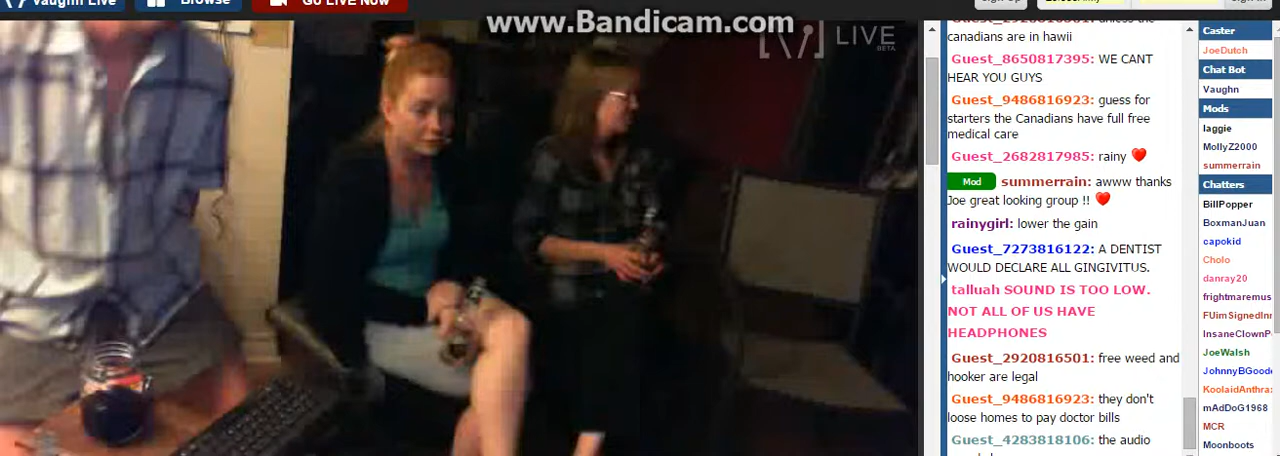 Vaughn Live
Browse
GO LIVE NOW
www.Bandicam.com
LIVE
BETA
canadians are in hawii
Guest_8650817395: WE CANT
HEAR YOU GUYS
Guest_9486816923: guess for
starters the Canadians have full free
medical care
Guest_2682817985: rainy
Mod summerrain: awww thanks
Joe great looking group !!
rainygirl: lower the gain
Guest_7273816122: A DENTIST
WOULD DECLARE ALL GINGIVITUS.
talluah SOUND IS TOO LOW.
NOT ALL OF US HAVE
HEADPHONES
Guest_2920816501: free weed and
hooker are legal
Guest_9486816923: they don't
loose homes to pay doctor bills
Guest_4283818106: the audio
Caster
JoeDutch
Chat Bot
Vaughn
Mods
laggie
MollyZ2000
summerrain
Chatters
BillPopper
BoxmanJuan
capokid
Cholo
danray20
frightmaremus
FUimSignedInn
InsaneClownP
JoeWalsh
JohnnyBGoode
KoolaidAnthra
mAdDoG1968
MCR
Moonboots